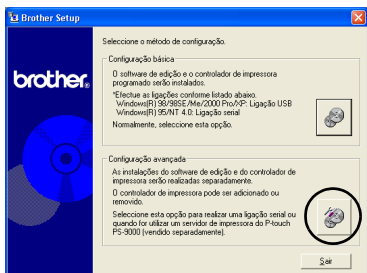 Brother Setup
Seleccione o método de configuração.
brother.
Configuração básica
O software de edição e o controlador de impressora
programado serão instalados.
*Efectue as ligações conforme listado abaixo.
Windows(R) 98/98SE/Me/2000 Pro/XP: Ligação USB
Windows(R) 95/NT 4.0: Ligação serial
Normalmente, seleccione esta opção.
Configuração avançada
As instalações do software de edição e do controlador de
impressora serão realizadas separadamente.
O controlador de impressora pode ser adicionado ou
removido.
Seleccione esta opção para realizar uma ligação serial ou
quando for utilizar um servidor de impressora do P-touch
PS-9000 (vendido separadamente).
Sair